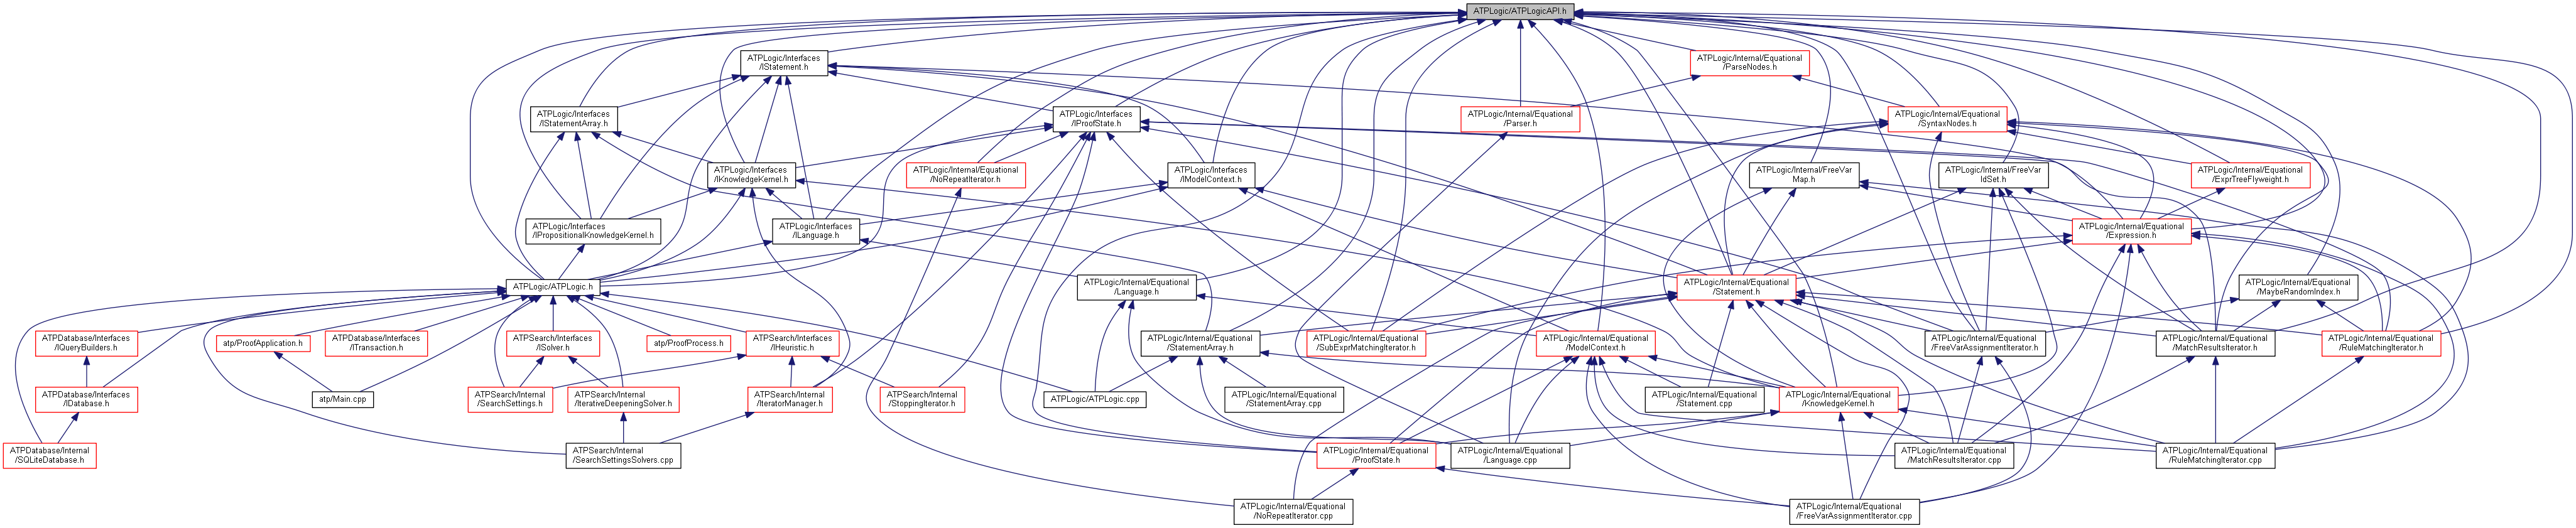 ATPLogic/ATPLogicAPI.h
ATPLogic/Interfaces
/IStatement.h
ATPLogic/Internal/Equational
/ParseNodes.h
ATPLogic/Interfaces
/IStatementArray.h
ATPLogic/Interfaces
/IProofState.h
ATPLogic/Internal/Equational
/Parser.h
ATPLogic/Internal/Equational
/SyntaxNodes.h
ATPLogic/Interfaces
/IKnowledgeKernel.h
ATPLogic/Internal/Equational
/NoRepeatIterator.h
ATPLogic/Interfaces
/IModelContext.h
ATPLogic/Internal/FreeVar
Map.h
ATPLogic/Internal/FreeVar
IdSet.h
ATPLogic/Internal/Equational
/ExprTreeFlyweight.h
ATPLogic/Interfaces
/IPropositionalKnowledgeKernel.h
ATPLogic/Interfaces
/ILanguage.h
ATPLogic/Internal/Equational
/Expression.h
ATPLogic/ATPLogic.h
ATPLogic/Internal/Equational
/Language.h
ATPLogic/Internal/Equational
/Statement.h
ATPLogic/Internal/Equational
/MaybeRandomIndex.h
ATPDatabase/Interfaces
/IQueryBuilders.h
atp/ProofApplication.h
ATPDatabase/Interfaces
/ITransaction.h
ATPSearch/Interfaces
/ISolver.h
atp/ProofProcess.h
ATPSearch/Interfaces
/IHeuristic.h
ATPLogic/Internal/Equational
/StatementArray.h
ATPLogic/Internal/Equational
/SubExprMatchingIterator.h
ATPLogic/Internal/Equational
/ModelContext.h
ATPLogic/Internal/Equational
/FreeVarAssignmentIterator.h
ATPLogic/Internal/Equational
/MatchResultsIterator.h
ATPLogic/Internal/Equational
/RuleMatchingIterator.h
ATPDatabase/Interfaces
/IDatabase.h
atp/Main.cpp
ATPSearch/Internal
/SearchSettings.h
ATPSearch/Internal
/IterativeDeepeningSolver.h
ATPSearch/Internal
/IteratorManager.h
ATPSearch/Internal
/StoppingIterator.h
ATPLogic/ATPLogic.cpp
ATPLogic/Internal/Equational
/StatementArray.cpp
ATPLogic/Internal/Equational
/Statement.cpp
ATPLogic/Internal/Equational
/KnowledgeKernel.h
ATPDatabase/Internal
/SQLiteDatabase.h
ATPSearch/Internal
/SearchSettingsSolvers.cpp
ATPLogic/Internal/Equational
/ProofState.h
ATPLogic/Internal/Equational
/Language.cpp
ATPLogic/Internal/Equational
/MatchResultsIterator.cpp
ATPLogic/Internal/Equational
/RuleMatchingIterator.cpp
ATPLogic/Internal/Equational
/NoRepeatIterator.cpp
ATPLogic/Internal/Equational
/FreeVarAssignmentIterator.cpp